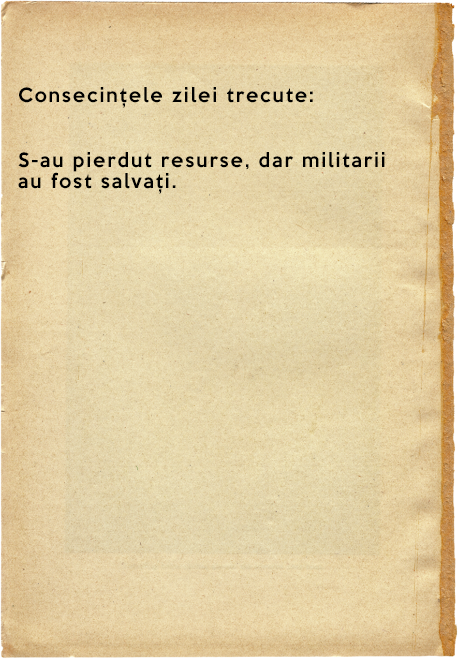 Consecințele zilei trecute:
S-au pierdut resurse, dar militarii
au fost salvați.